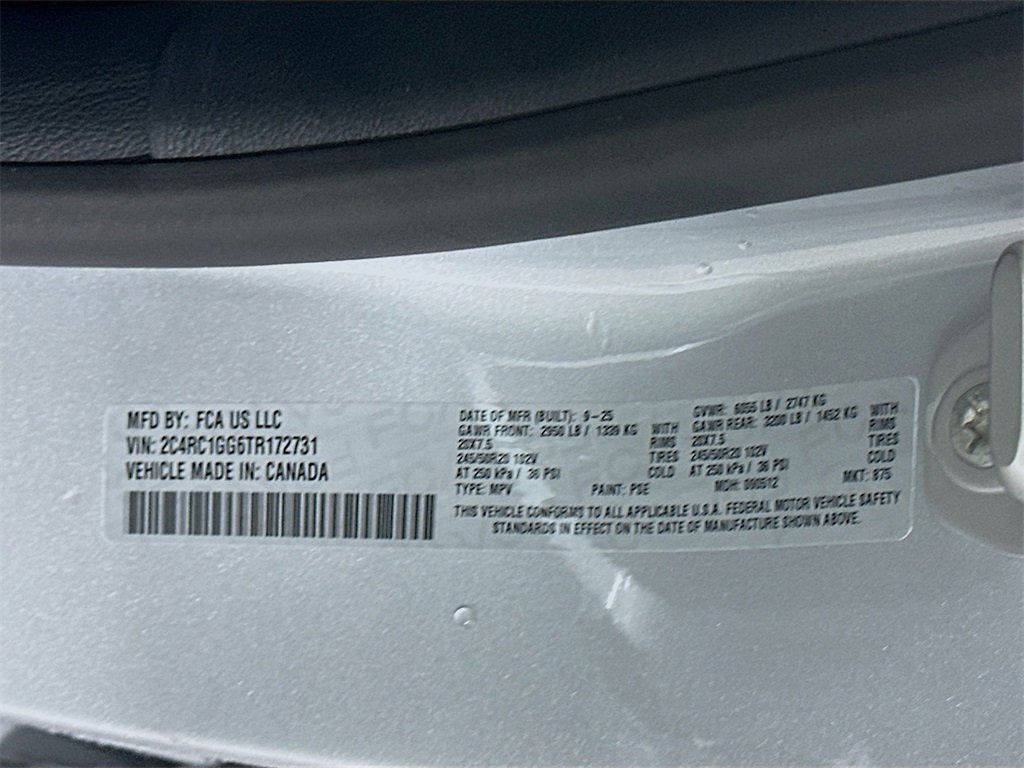 MFD BY: FCA US LLC
VIN: 2C4RC1GG5TR172731
VEHICLE MADE IN: CANADA
DATE OF MFR (BUILT): 9-25 GVWR: 6055 LB / 2747 KG
GAWR FRONT: 2950 LB / 1339 KG WITH GAWR REAR: 3200 LB / 1452 KG WITH
20X7.5 RIMS 20X7.5 RIMS
245/50R20 102V TIRES 245/50R20 102V TIRES
AT 250 kPa / 36 PSI COLD AT 250 kPa / 36 PSI COLD
TYPE: MPV PAINT: PSE MDH: 090512 MKT: 875
THIS VEHICLE CONFORMS TO ALL APPLICABLE U.S.A. FEDERAL MOTOR VEHICLE SAFETY
STANDARDS IN EFFECT ON THE DATE OF MANUFACTURE SHOWN ABOVE.